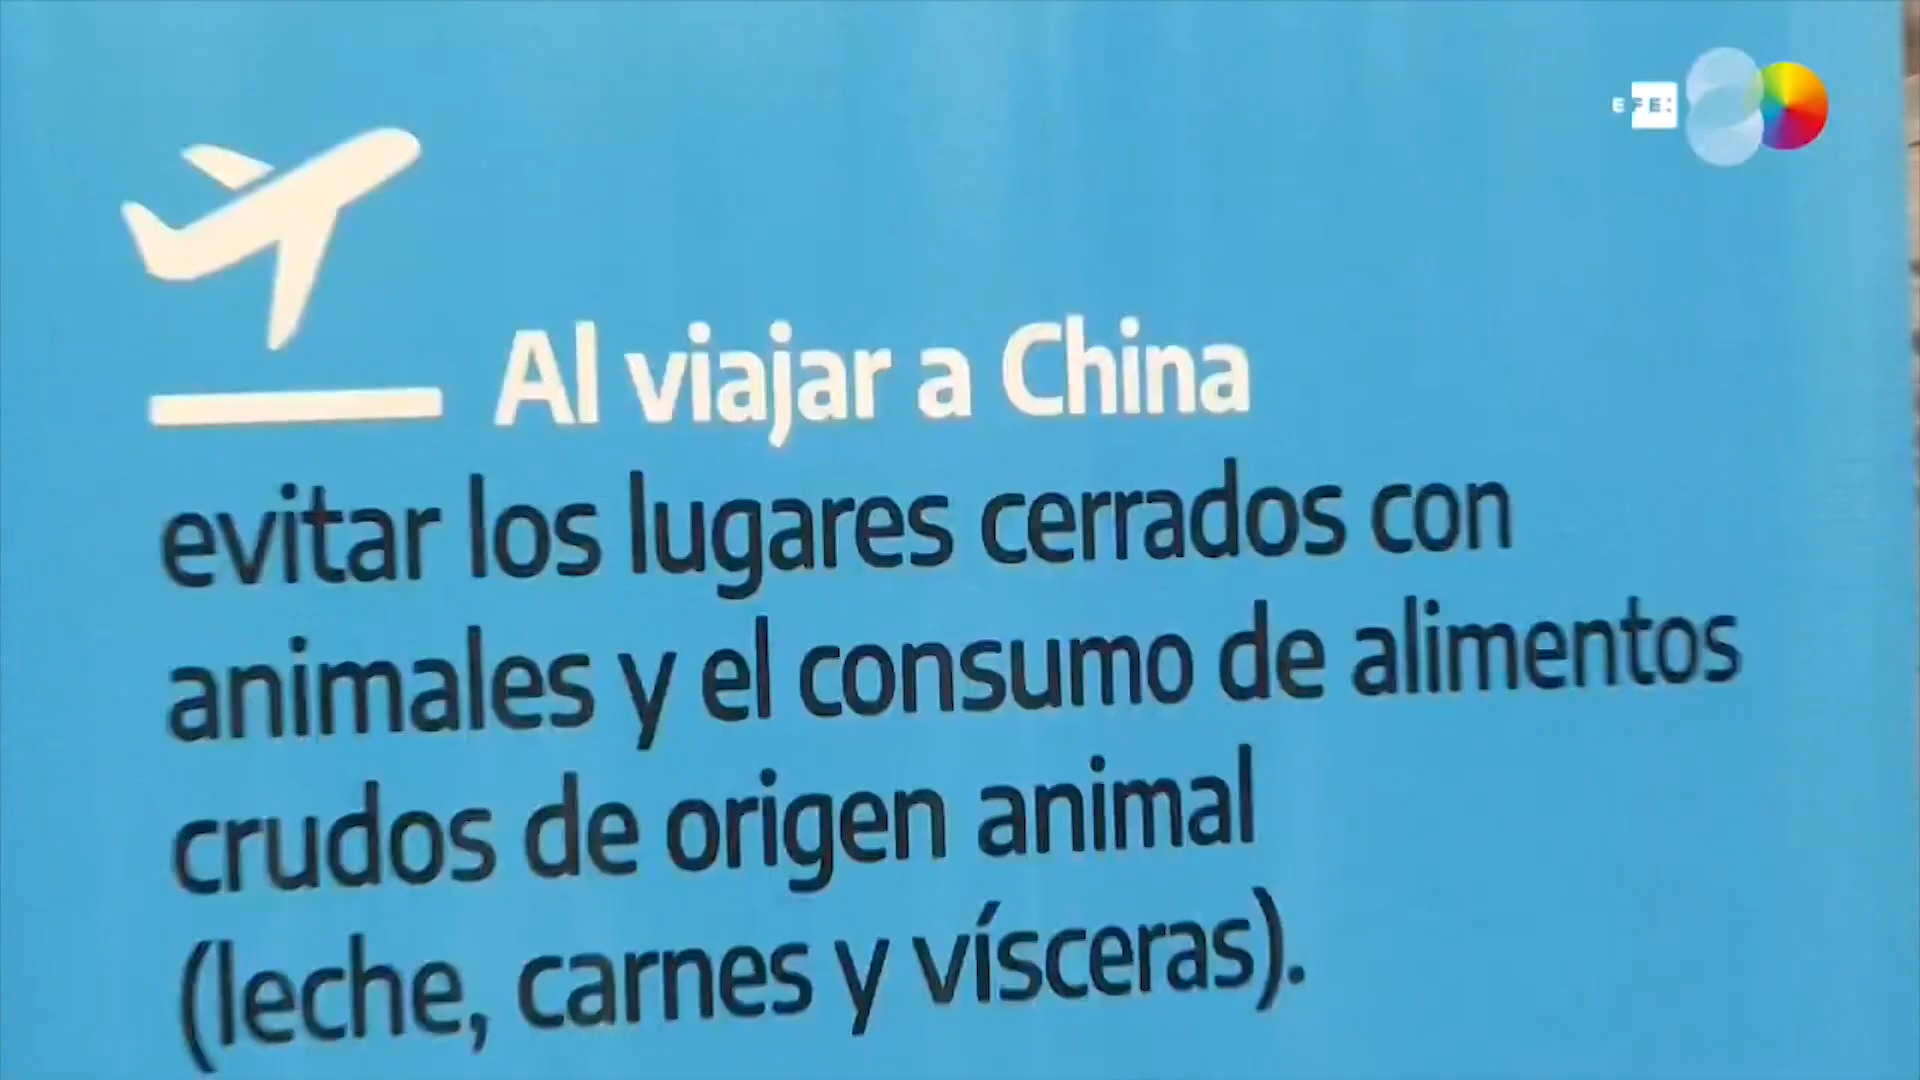 EFE:
Al viajar a China
evitar los lugares cerrados con
animales y el consumo de alimentos
crudos de origen animal
(leche, carnes y vísceras).